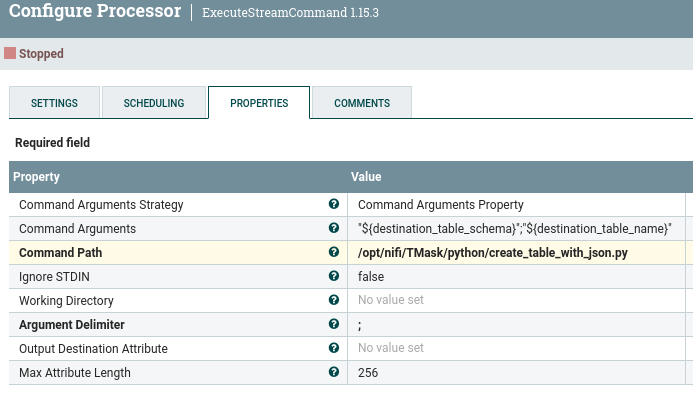 Configure Processor | ExecuteStreamCommand 1.15.3
Stopped
SETTINGS SCHEDULING PROPERTIES COMMENTS
Required field
Property Value
Command Arguments Strategy Command Arguments Property
Command Arguments "${destination_table_schema}";"${destination_table_name}"
Command Path /opt/nifi/TMask/python/create_table_with_json.py
Ignore STDIN false
Working Directory No value set
Argument Delimiter ;
Output Destination Attribute No value set
Max Attribute Length 256